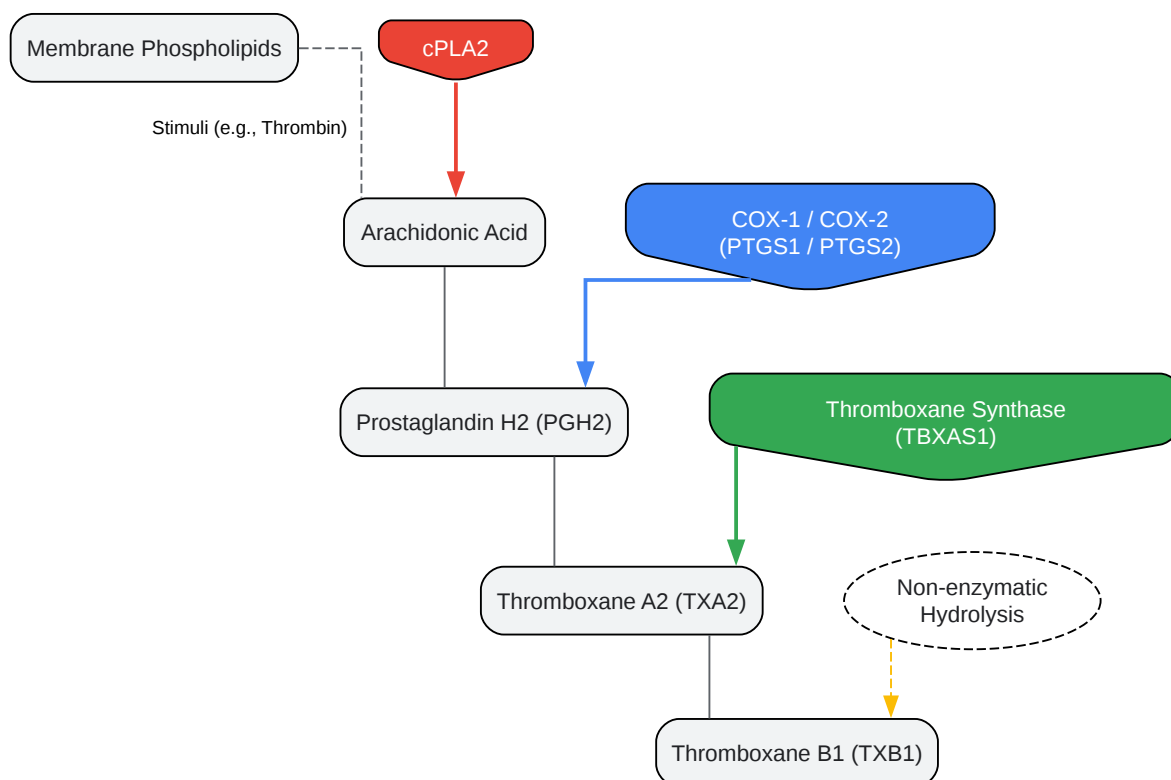 Membrane Phospholipids
cPLA2
Stimuli (e.g., Thrombin)
Arachidonic Acid
COX-1 / COX-2
(PTGS1 / PTGS2)
Prostaglandin H2 (PGH2)
Thromboxane Synthase
(TBXAS1)
Thromboxane A2 (TXA2)
Non-enzymatic
Hydrolysis
Thromboxane B1 (TXB1)